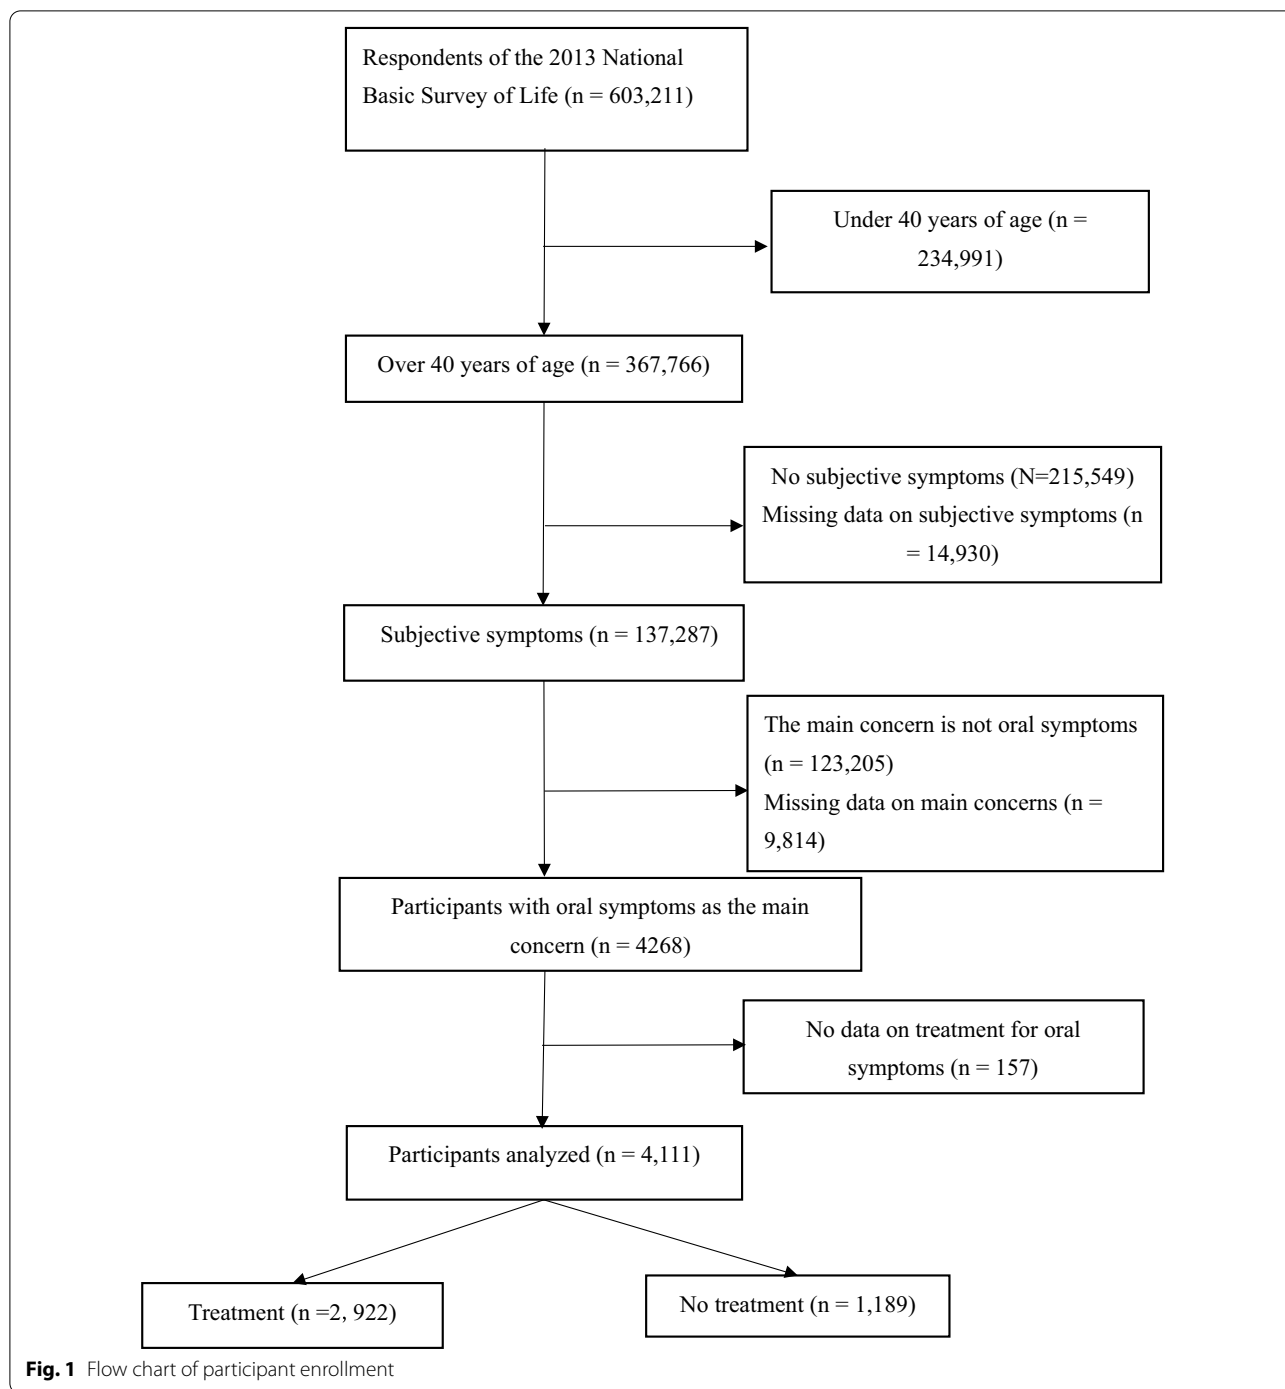 Respondents of the 2013 National
Basic Survey of Life (n = 603,211)
Under 40 years of age (n =
234,991)
Over 40 years of age (n = 367,766)
No subjective symptoms (N=215,549)
Missing data on subjective symptoms (n
= 14,930)
Subjective symptoms (n = 137,287)
The main concern is not oral symptoms
(n = 123,205)
Missing data on main concerns (n =
9,814)
Participants with oral symptoms as the main
concern (n = 4268)
No data on treatment for oral
symptoms (n = 157)
Participants analyzed (n = 4,111)
Treatment (n =2, 922)
No treatment (n = 1,189)
Fig. 1 Flow chart of participant enrollment